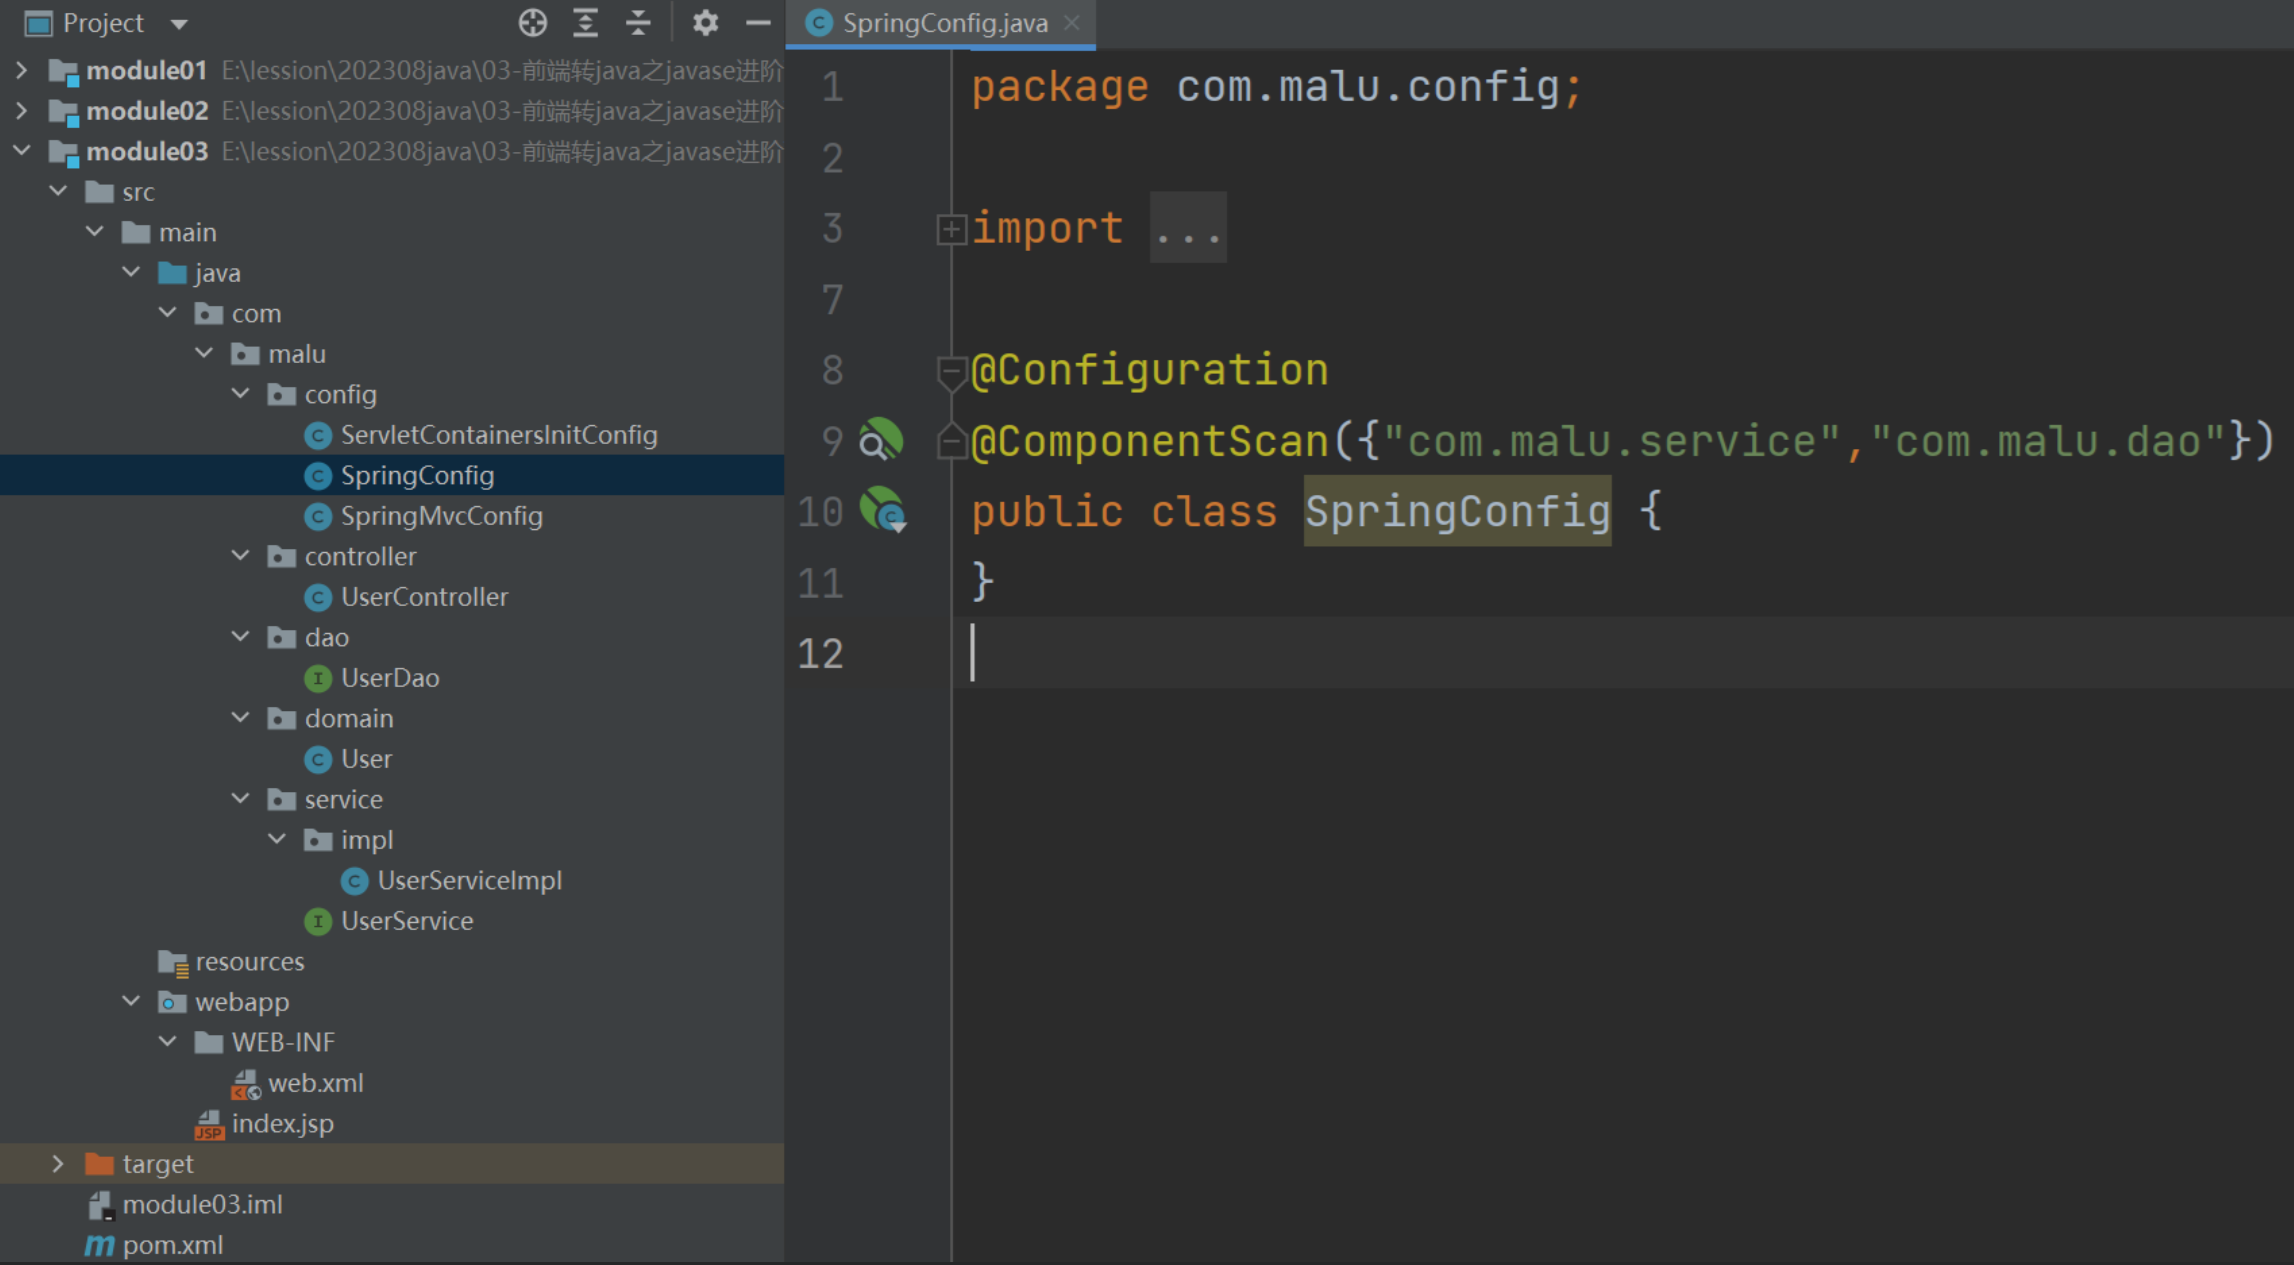 Project
module01 E:\lession\202308java\03-前端转java之javase进阶
module02 E:\lession\202308java\03-前端转java之javase进阶
module03 E:\lession\202308java\03-前端转java之javase进阶
src
main
java
com
malu
config
ServletContainersInitConfig
SpringConfig
SpringMvcConfig
controller
UserController
dao
UserDao
domain
User
service
impl
UserServiceImpl
UserService
resources
webapp
WEB-INF
web.xml
index.jsp
target
module03.iml
pom.xml
SpringConfig.java
1 package com.malu.config;
2
3 import ...
7
8 @Configuration
9 @ComponentScan({"com.malu.service","com.malu.dao"})
10 public class SpringConfig {
11 }
12